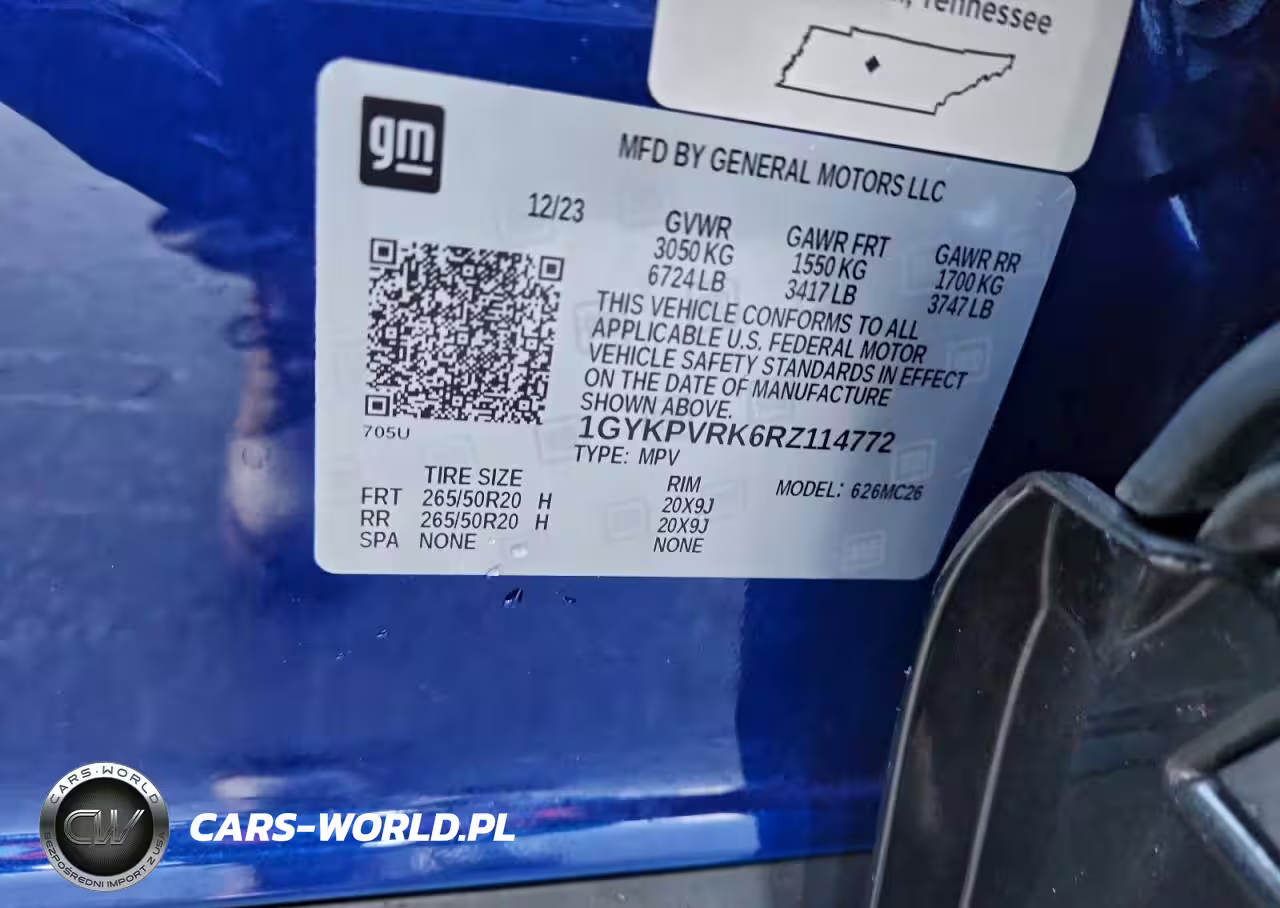 Tennessee
gm
MFD BY GENERAL MOTORS LLC
12/23
GVWR
3050 KG
6724 LB
GAWR FRT
1550 KG
3417 LB
GAWR RR
1700 KG
3747 LB
THIS VEHICLE CONFORMS TO ALL
APPLICABLE U.S. FEDERAL MOTOR
VEHICLE SAFETY STANDARDS IN EFFECT
ON THE DATE OF MANUFACTURE
SHOWN ABOVE.
1GYKPVRK6RZ114772
TYPE: MPV
MODEL: 626MC26
705U
TIRE SIZE RIM
FRT 265/50R20 H 20X9J
RR 265/50R20 H 20X9J
SPA NONE NONE
CARS-WORLD
CW
BEZPOŚREDNI IMPORT Z USA
CARS-WORLD.PL